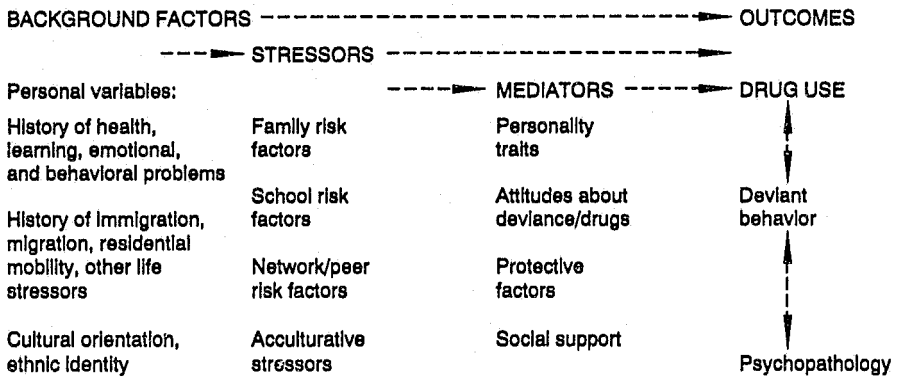 BACKGROUND FACTORS OUTCOMES
STRESSORS
Personal variables: MEDIATORS DRUG USE
History of health,
learning, emotional,
and behavioral problems
History of immigration,
migration, residential
mobility, other life
stressors
Cultural orientation,
ethnic identity
Family risk
factors
School risk
factors
Network/peer
risk factors
Acculturative
stressors
Personality
traits
Attitudes about
deviance/drugs
Protective
factors
Social support
Deviant
behavior
Psychopathology